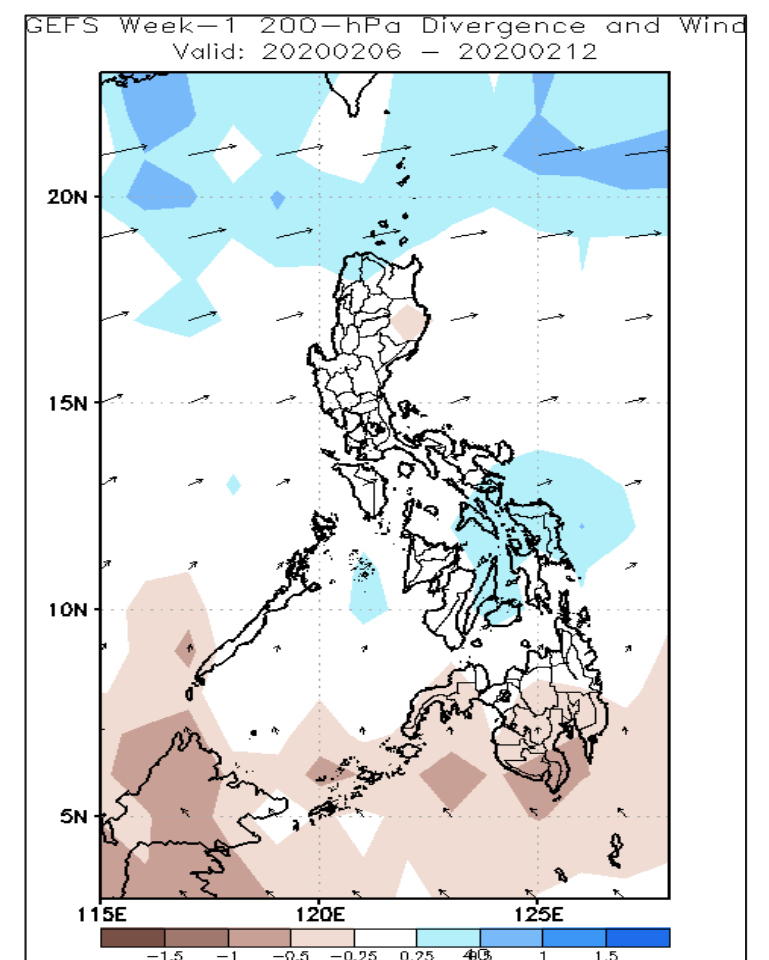 GEFS Week-1 200-hPa Divergence and Wind
Valid: 20200206 - 20200212
20N
15N
10N
5N
115E 120E 125E
-1.5 -1 -0.5 -0.25 0.25 1 1.5